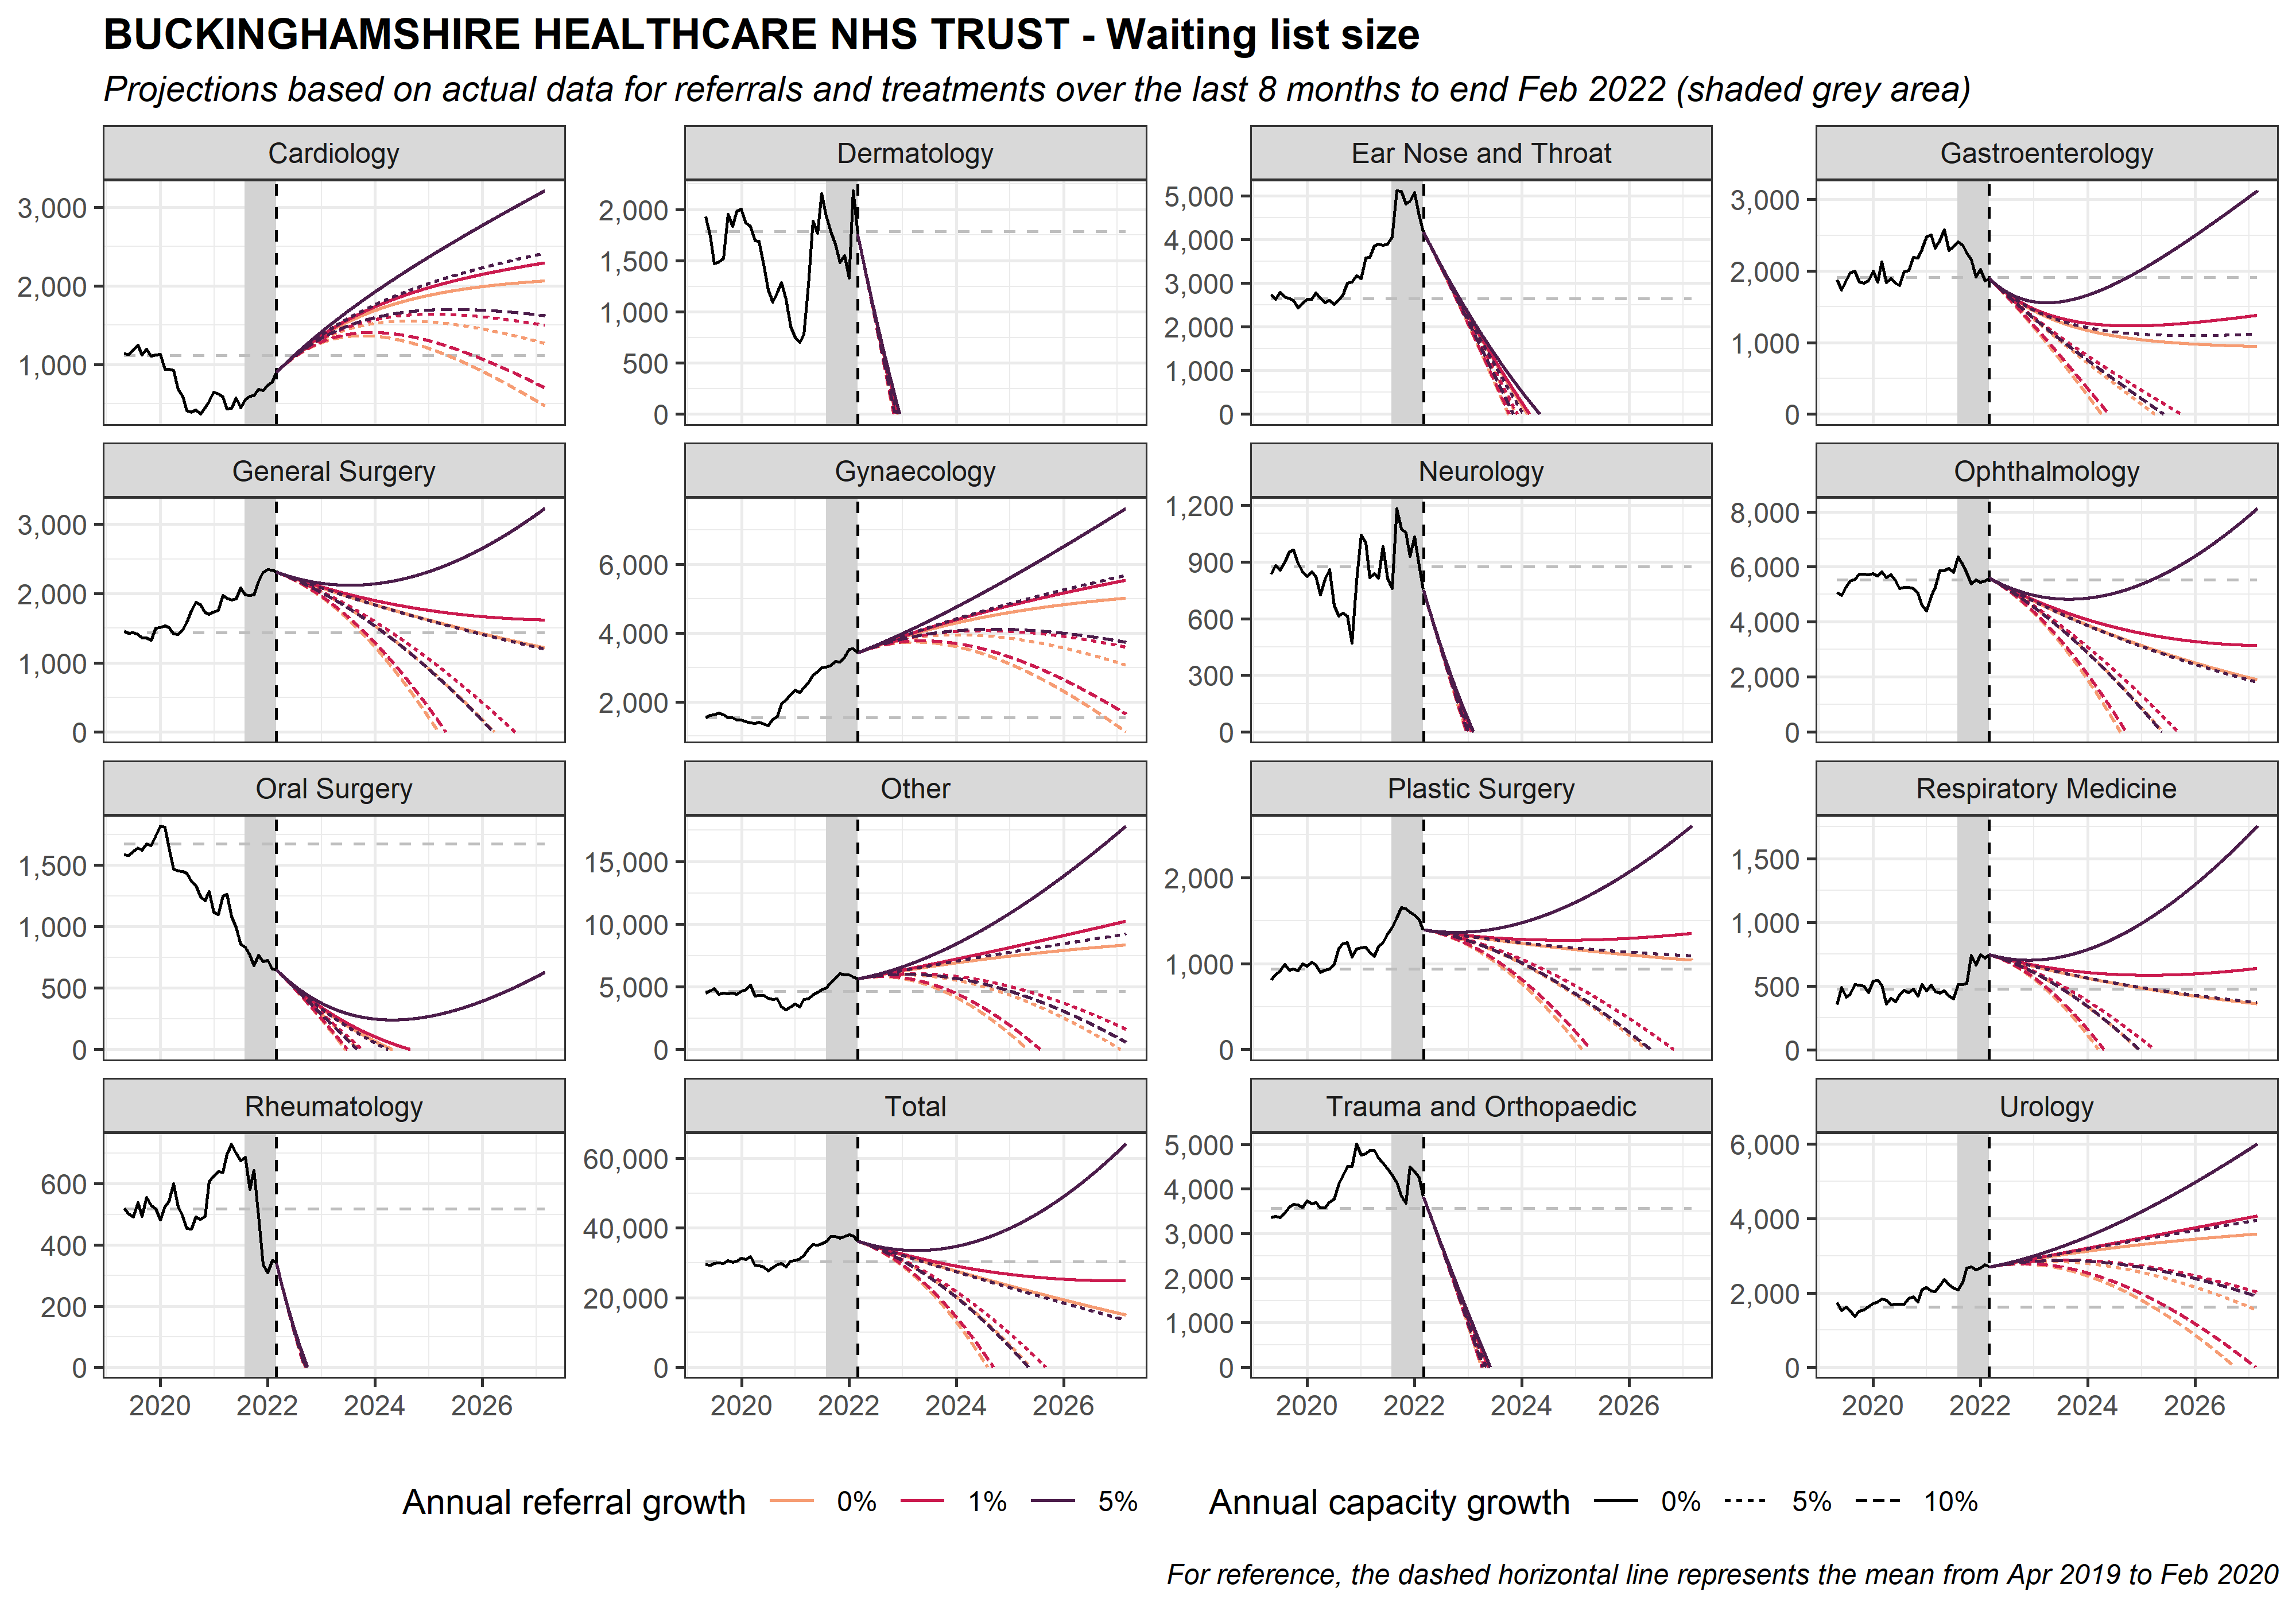 BUCKINGHAMSHIRE HEALTHCARE NHS TRUST - Waiting list size
Projections based on actual data for referrals and treatments over the last 8 months to end Feb 2022 (shaded grey area)
Cardiology
3,000
2,000
1,000
Dermatology
2,000
1,500
1,000
500
0
Ear Nose and Throat
5,000
4,000
3,000
2,000
1,000
0
Gastroenterology
3,000
2,000
1,000
0
General Surgery
3,000
2,000
1,000
0
Gynaecology
6,000
4,000
2,000
Neurology
1,200
900
600
300
0
Ophthalmology
8,000
6,000
4,000
2,000
0
Oral Surgery
1,500
1,000
500
0
Other
15,000
10,000
5,000
0
Plastic Surgery
2,000
1,000
0
Respiratory Medicine
1,500
1,000
500
0
Rheumatology
600
400
200
0
2020 2022 2024 2026
Total
60,000
40,000
20,000
0
2020 2022 2024 2026
Trauma and Orthopaedic
5,000
4,000
3,000
2,000
1,000
0
2020 2022 2024 2026
Urology
6,000
4,000
2,000
0
2020 2022 2024 2026
Annual referral growth 0% 1% 5% Annual capacity growth 0% 5% 10%
For reference, the dashed horizontal line represents the mean from Apr 2019 to Feb 2020